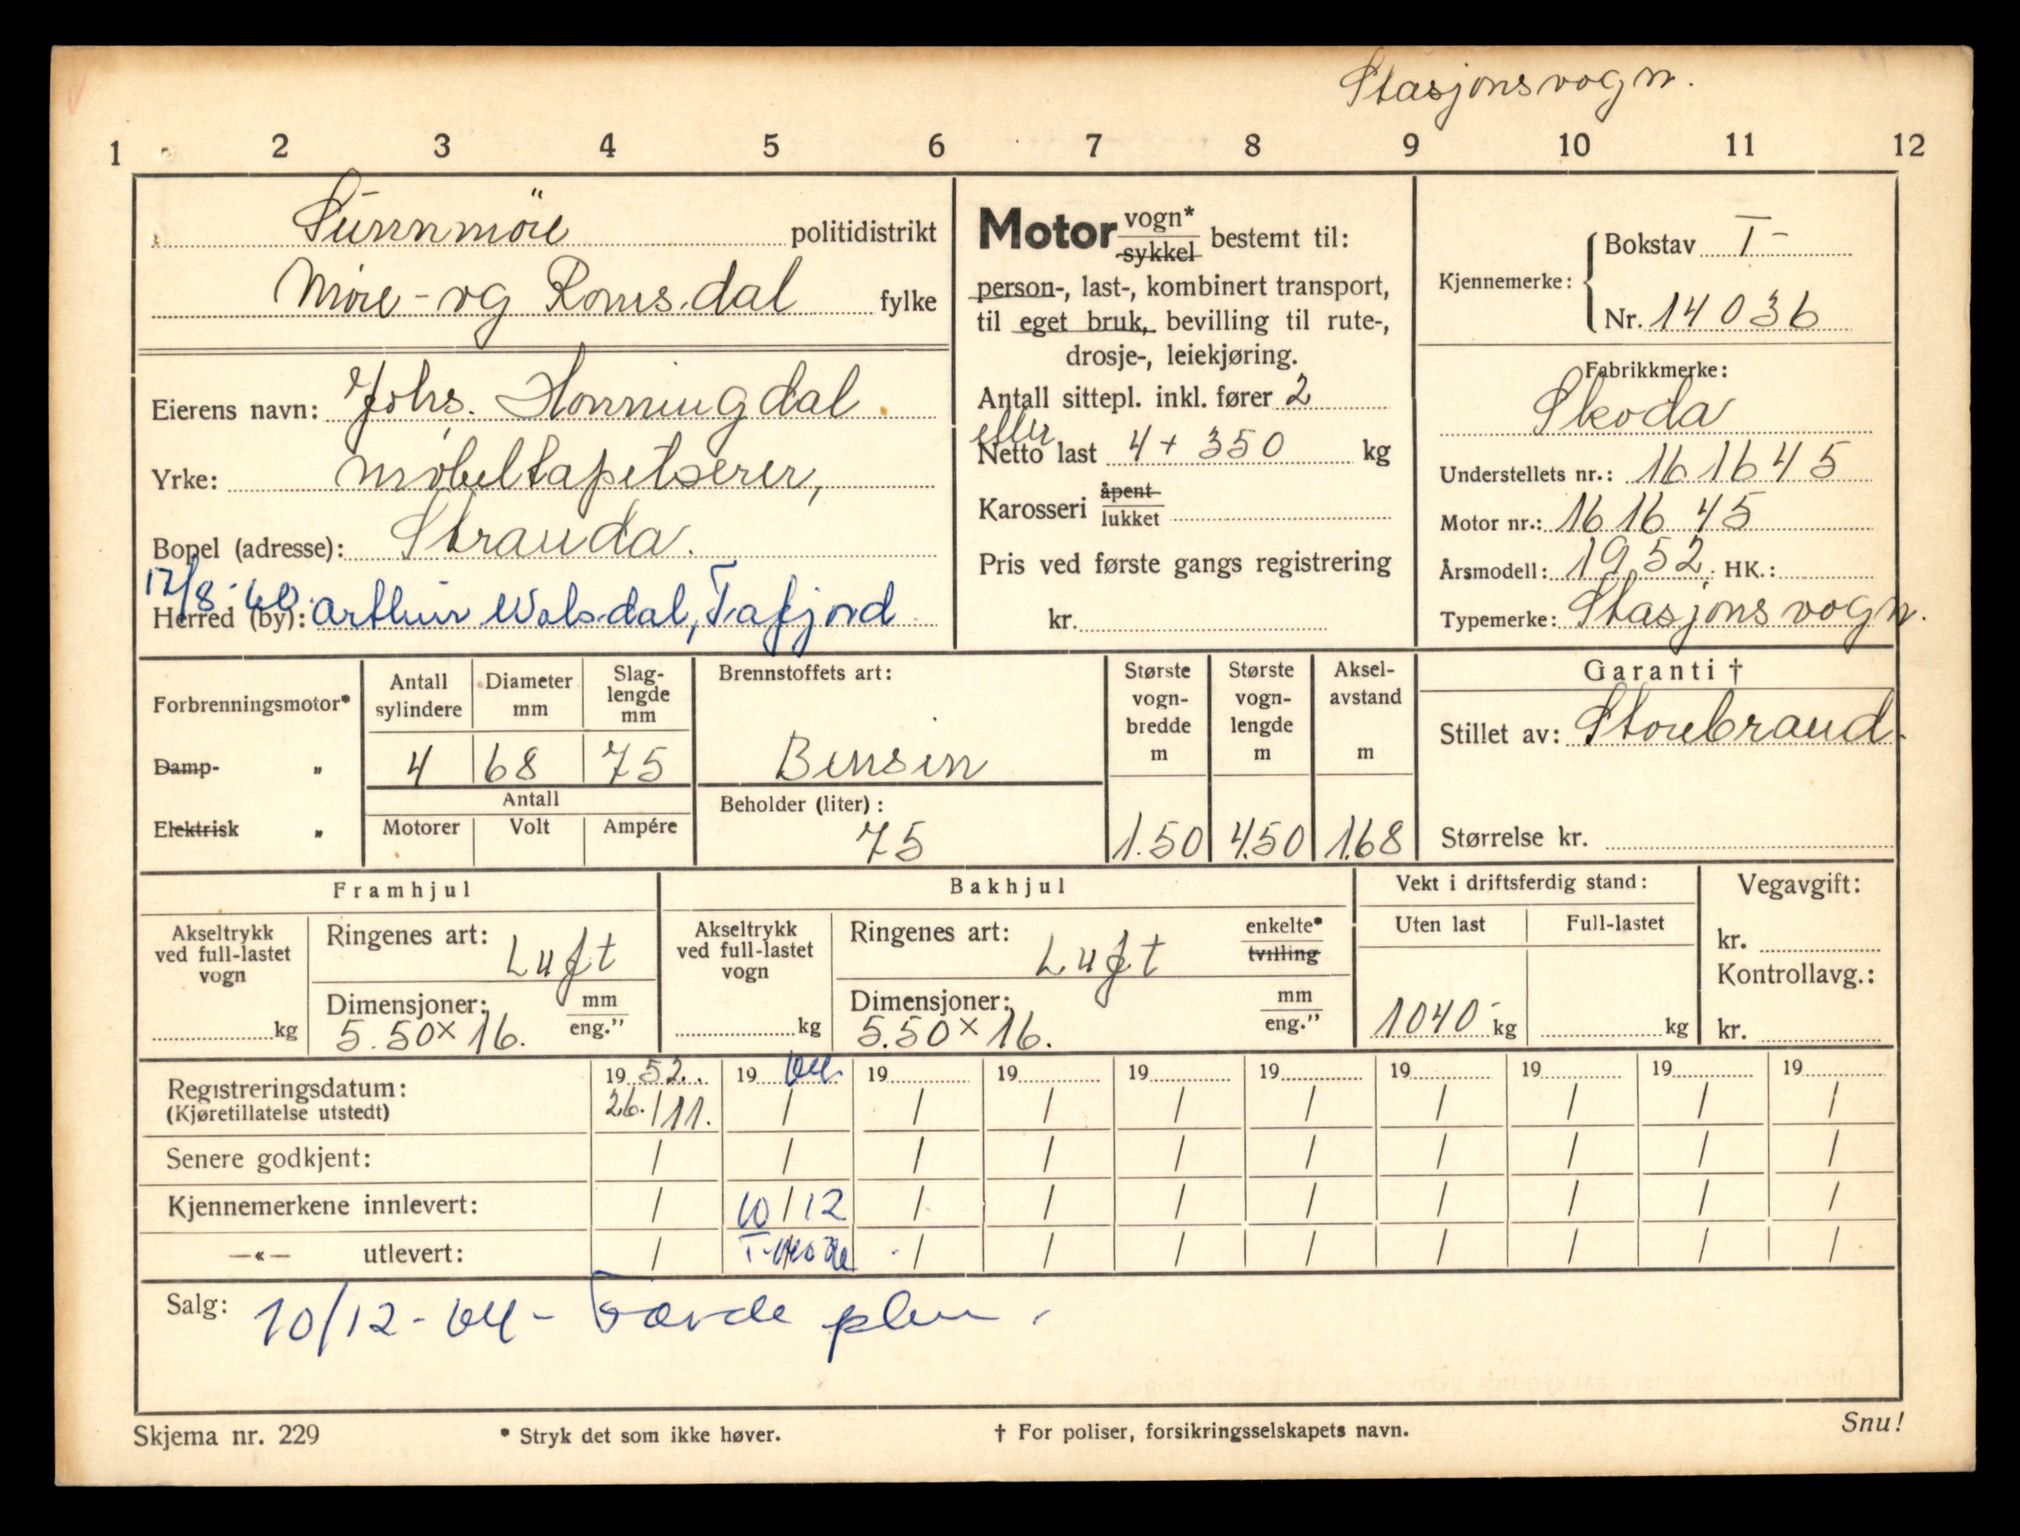 Stasjonsvogn.
1 2 3 4 5 6 7 8 9 10 11 12
Sunnmöre politidistrikt
Møre- og Romsdal fylke
Eierens navn: Johs. Honningdal.
Yrke: møbeltapetserer,
Bopel (adresse): Stranda.
17/8-60.
Herred (by): Arthur Wolsdal, Tafjord
Motor vogn* / sykkel bestemt til:
person-, last-, kombinert transport,
til eget bruk, bevilling til rute-,
drosje-, leiekjøring.
Antall sittepl. inkl. fører 2
eller
Netto last 4 + 350 kg
Karosseri åpent / lukket
Pris ved første gangs registrering
kr.
Kjennemerke: Bokstav T-
Nr. 14036
Fabrikkmerke:
Skoda
Understellets nr.: 161645
Motor nr.: 161645
Årsmodell: 1952. HK.:
Typemerke: Stasjonsvogn.
Forbrenningsmotor*
Damp- „
Elektrisk „
Antall sylindere Diameter mm Slaglengde mm
4 68 75
Antall
Motorer Volt Ampére
Brennstoffets art:
Bensin
Beholder (liter):
75
Største vognbredde m
1.50
Største vognlengde m
4.50
Akselavstand m
1.68
Garanti †
Stillet av: Storebrand.
Størrelse kr.
Framhjul
Akseltrykk
ved full-lastet
vogn
kg
Ringenes art: Luft
Dimensjoner: mm / eng."
5.50 x 16.
Bakhjul
Akseltrykk
ved full-lastet
vogn
kg
Ringenes art: Luft enkelte* / tvilling
Dimensjoner: mm / eng."
5.50 x 16.
Vekt i driftsferdig stand:
Uten last Full-lastet
1040- kg kg
Vegavgift:
kr.
Kontrollavg.:
kr.
19 52. 19 64. 19 19 19 19 19 19 19 19
Registreringsdatum: 26./11. / / / / / / / / /
(Kjøretillatelse utstedt)
Senere godkjent: / / / / / / / / / /
Kjennemerkene innlevert: / 10/12 / / / / / / / /
—«— utlevert: / / / / / / / / /
Salg: 10/12-64-
Skjema nr. 229
* Stryk det som ikke høver.
† For poliser, forsikringsselskapets navn.
Snu!